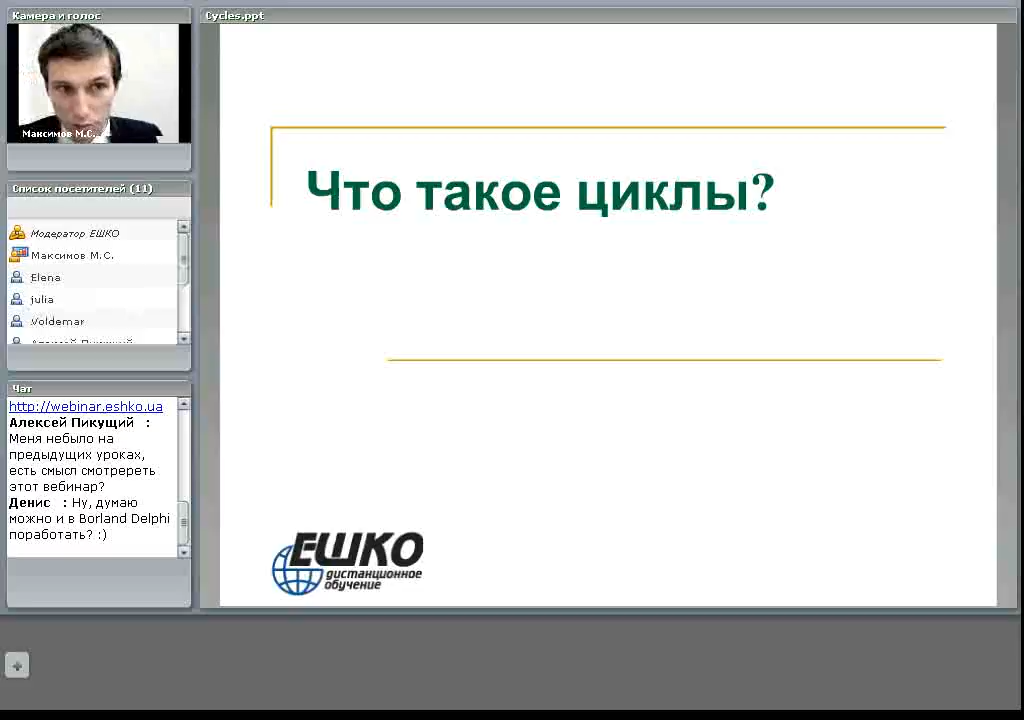 Камера и голос
Максимов М.С.
Список посетителей (11)
Модератор ЕШКО
Максимов М.С.
Elena
julia
Voldemar
Алексей Пикущий
Чат
http://webinar.eshko.ua
Алексей Пикущий :
Меня небыло на
предыдущих уроках,
есть смысл смотререть
этот вебинар?
Денис : Ну, думаю
можно и в Borland Delphi
поработать? :)
Cycles.ppt
Что такое циклы?
ЕШКО
дистанционное
обучение